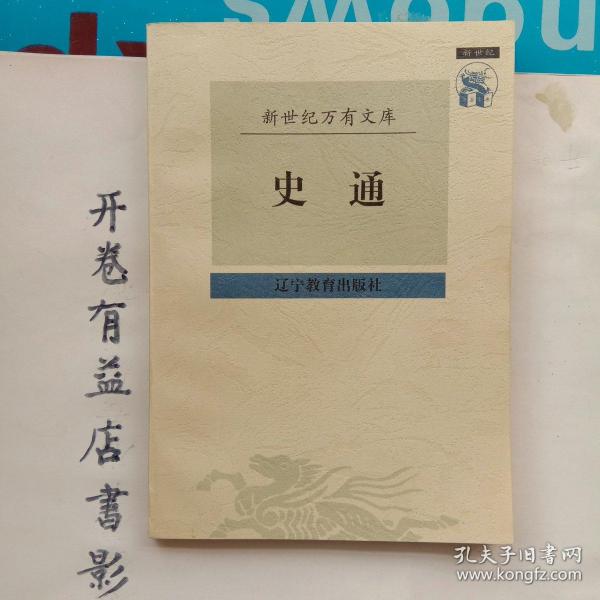 新世纪
新世纪万有文库
史通
辽宁教育出版社
开卷有益店書影
孔夫子旧书网
www.kongfz.com